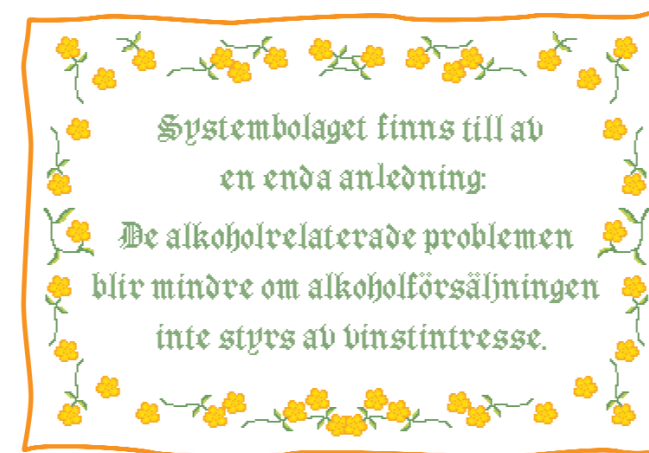 Systembolaget finns till av
en enda anledning:
De alkoholrelaterade problemen
blir mindre om alkoholförsäljningen
inte styrs av vinstintresse.